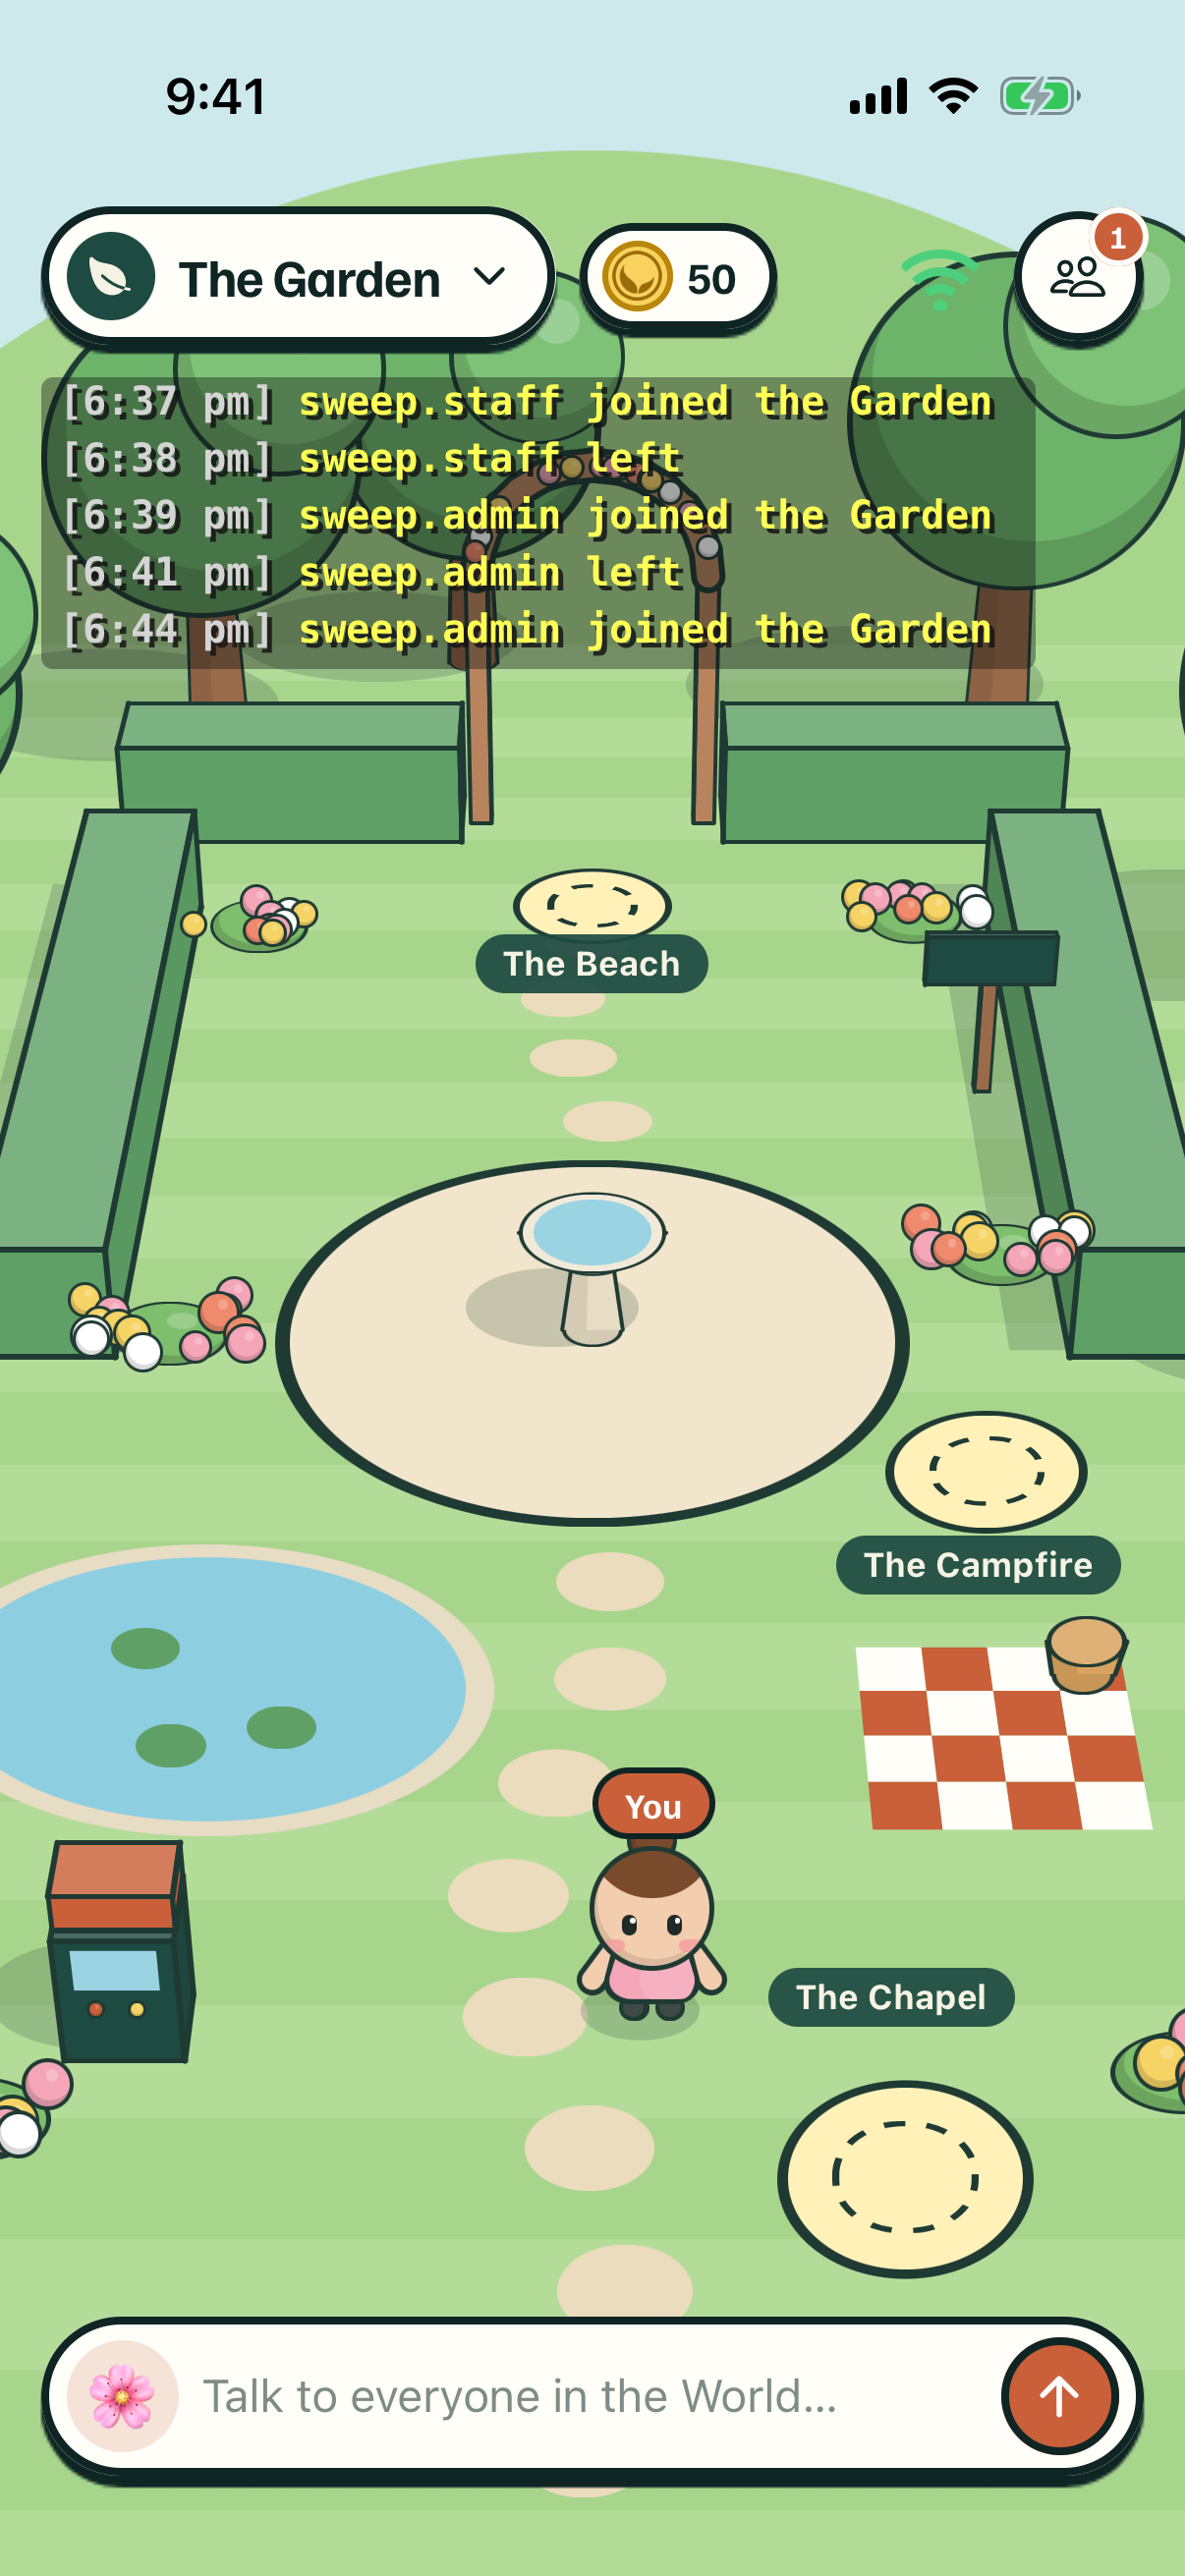 9:41
The Garden
50
1
[6:37 pm] sweep.staff joined the Garden
[6:38 pm] sweep.staff left
[6:39 pm] sweep.admin joined the Garden
[6:41 pm] sweep.admin left
[6:44 pm] sweep.admin joined the Garden
The Beach
The Campfire
You
The Chapel
Talk to everyone in the World...